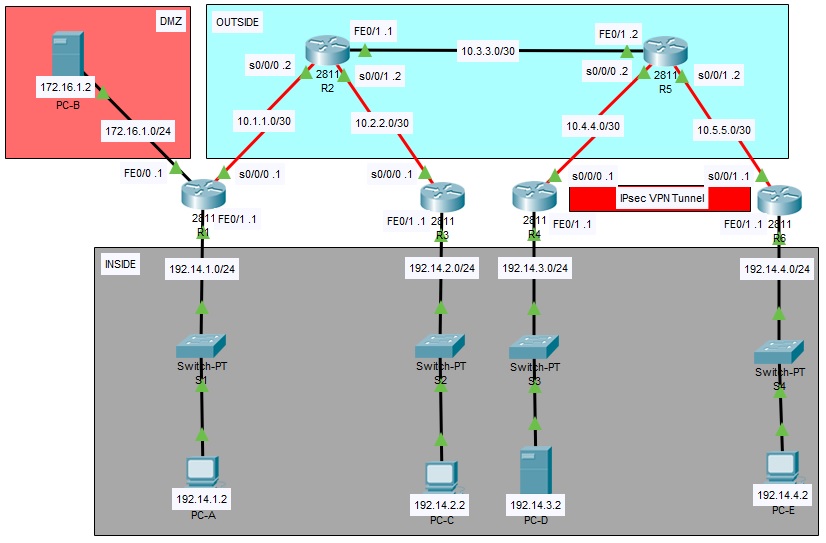 DMZ
OUTSIDE
172.16.1.2
PC-B
172.16.1.0/24
FE0/0 .1
FE0/1 .1
10.3.3.0/30
FE0/1 .2
s0/0/0 .2
2811
R2
s0/0/1 .2
s0/0/0 .2
2811
R5
s0/0/1 .2
10.1.1.0/30
10.2.2.0/30
10.4.4.0/30
10.5.5.0/30
s0/0/0 .1
s0/0/1 .1
s0/0/0 .1
s0/0/1 .1
IPsec VPN Tunnel
2811
R1
FE0/1 .1
FE0/1 .1
2811
R3
R4
FE0/1 .1
FE0/1 .1
2811
R6
INSIDE
192.14.1.0/24
192.14.2.0/24
192.14.3.0/24
192.14.4.0/24
Switch-PT
S1
Switch-PT
S2
Switch-PT
S3
Switch-PT
S4
192.14.1.2
PC-A
192.14.2.2
PC-C
192.14.3.2
PC-D
192.14.4.2
PC-E